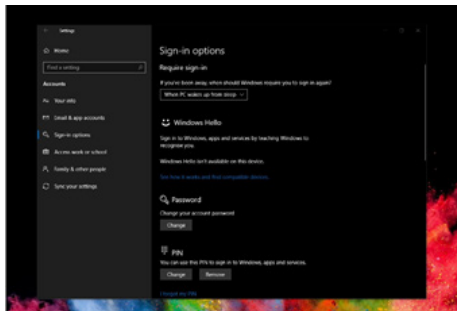 Settings
Home
Find a setting
Accounts
Your info
Email & app accounts
Sign-in options
Access work or school
Family & other people
Sync your settings
Sign-in options
Require sign-in
If you've been away, when should Windows require you to sign in again?
When PC wakes up from sleep
Windows Hello
Sign in to Windows, apps and services by teaching Windows to
recognise you.
Windows Hello isn't available on this device.
See how it works and find compatible devices.
Password
Change your account password
Change
PIN
You can use this PIN to sign in to Windows, apps and services.
Change Remove
I forgot my PIN